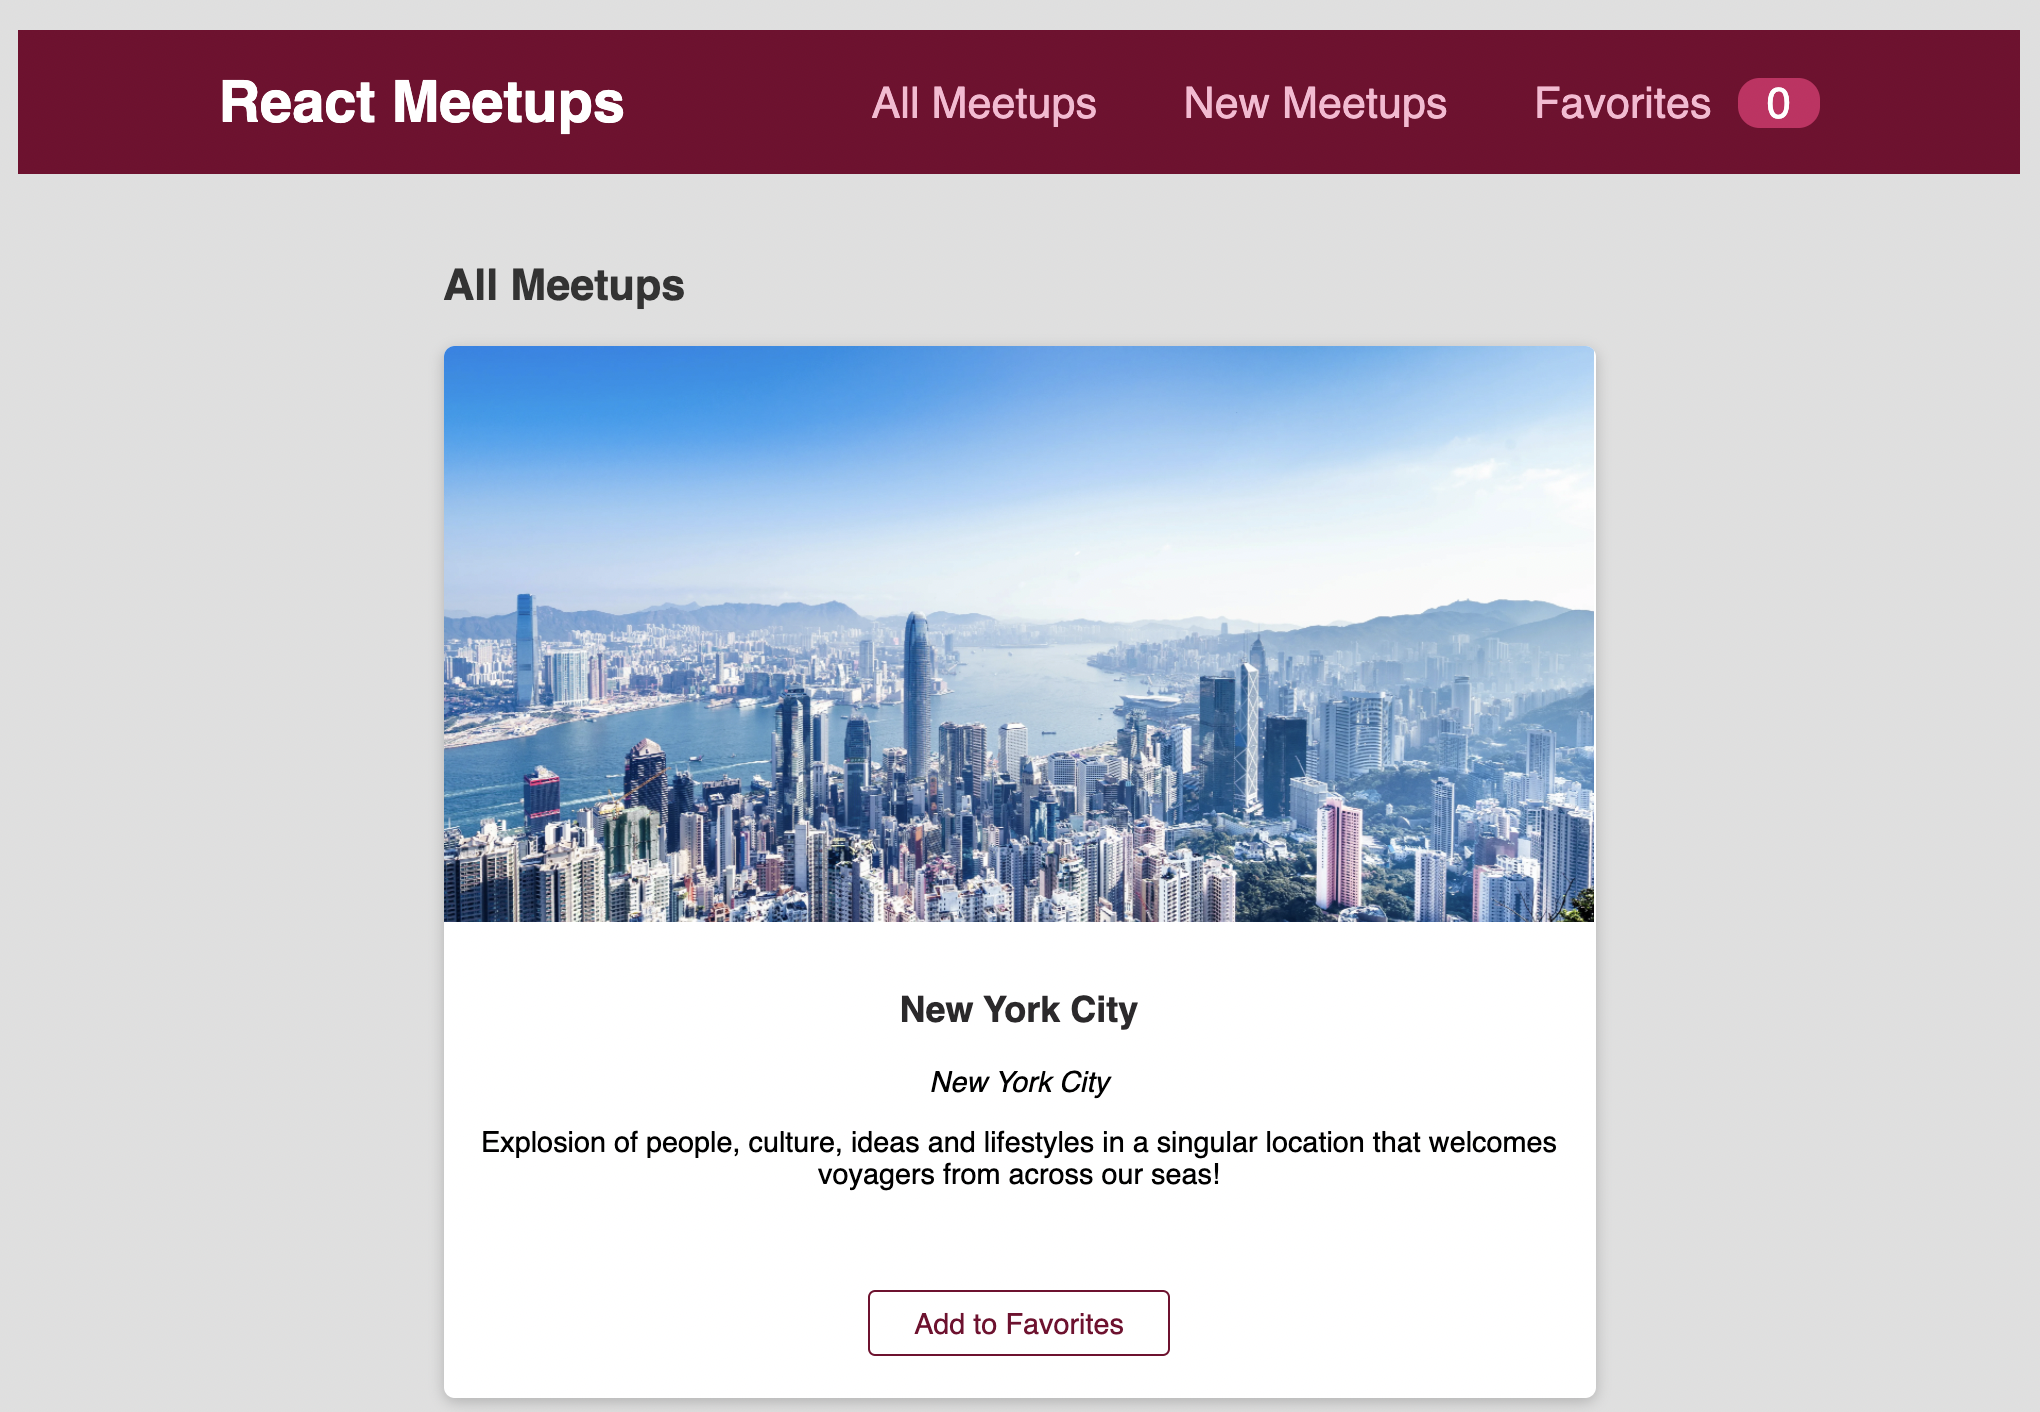 React Meetups
All Meetups
New Meetups
Favorites 0
All Meetups
New York City
New York City
Explosion of people, culture, ideas and lifestyles in a singular location that welcomes
voyagers from across our seas!
Add to Favorites